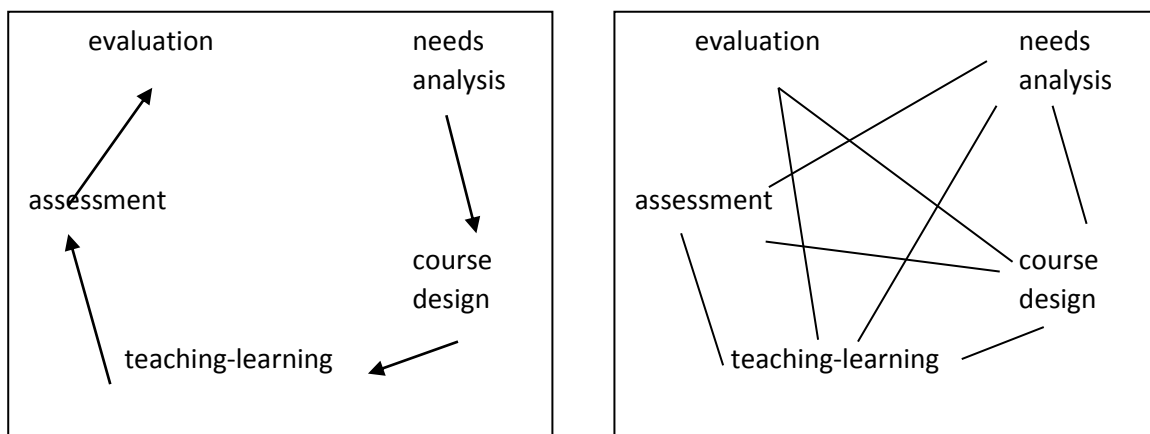 evaluation
needs
analysis
assessment
course
design
teaching-learning
evaluation
needs
analysis
assessment
course
design
teaching-learning